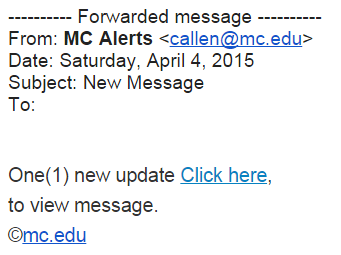 ---------- Forwarded message ----------
From: MC Alerts <callen@mc.edu>
Date: Saturday, April 4, 2015
Subject: New Message
To:
One(1) new update Click here,
to view message.
©mc.edu